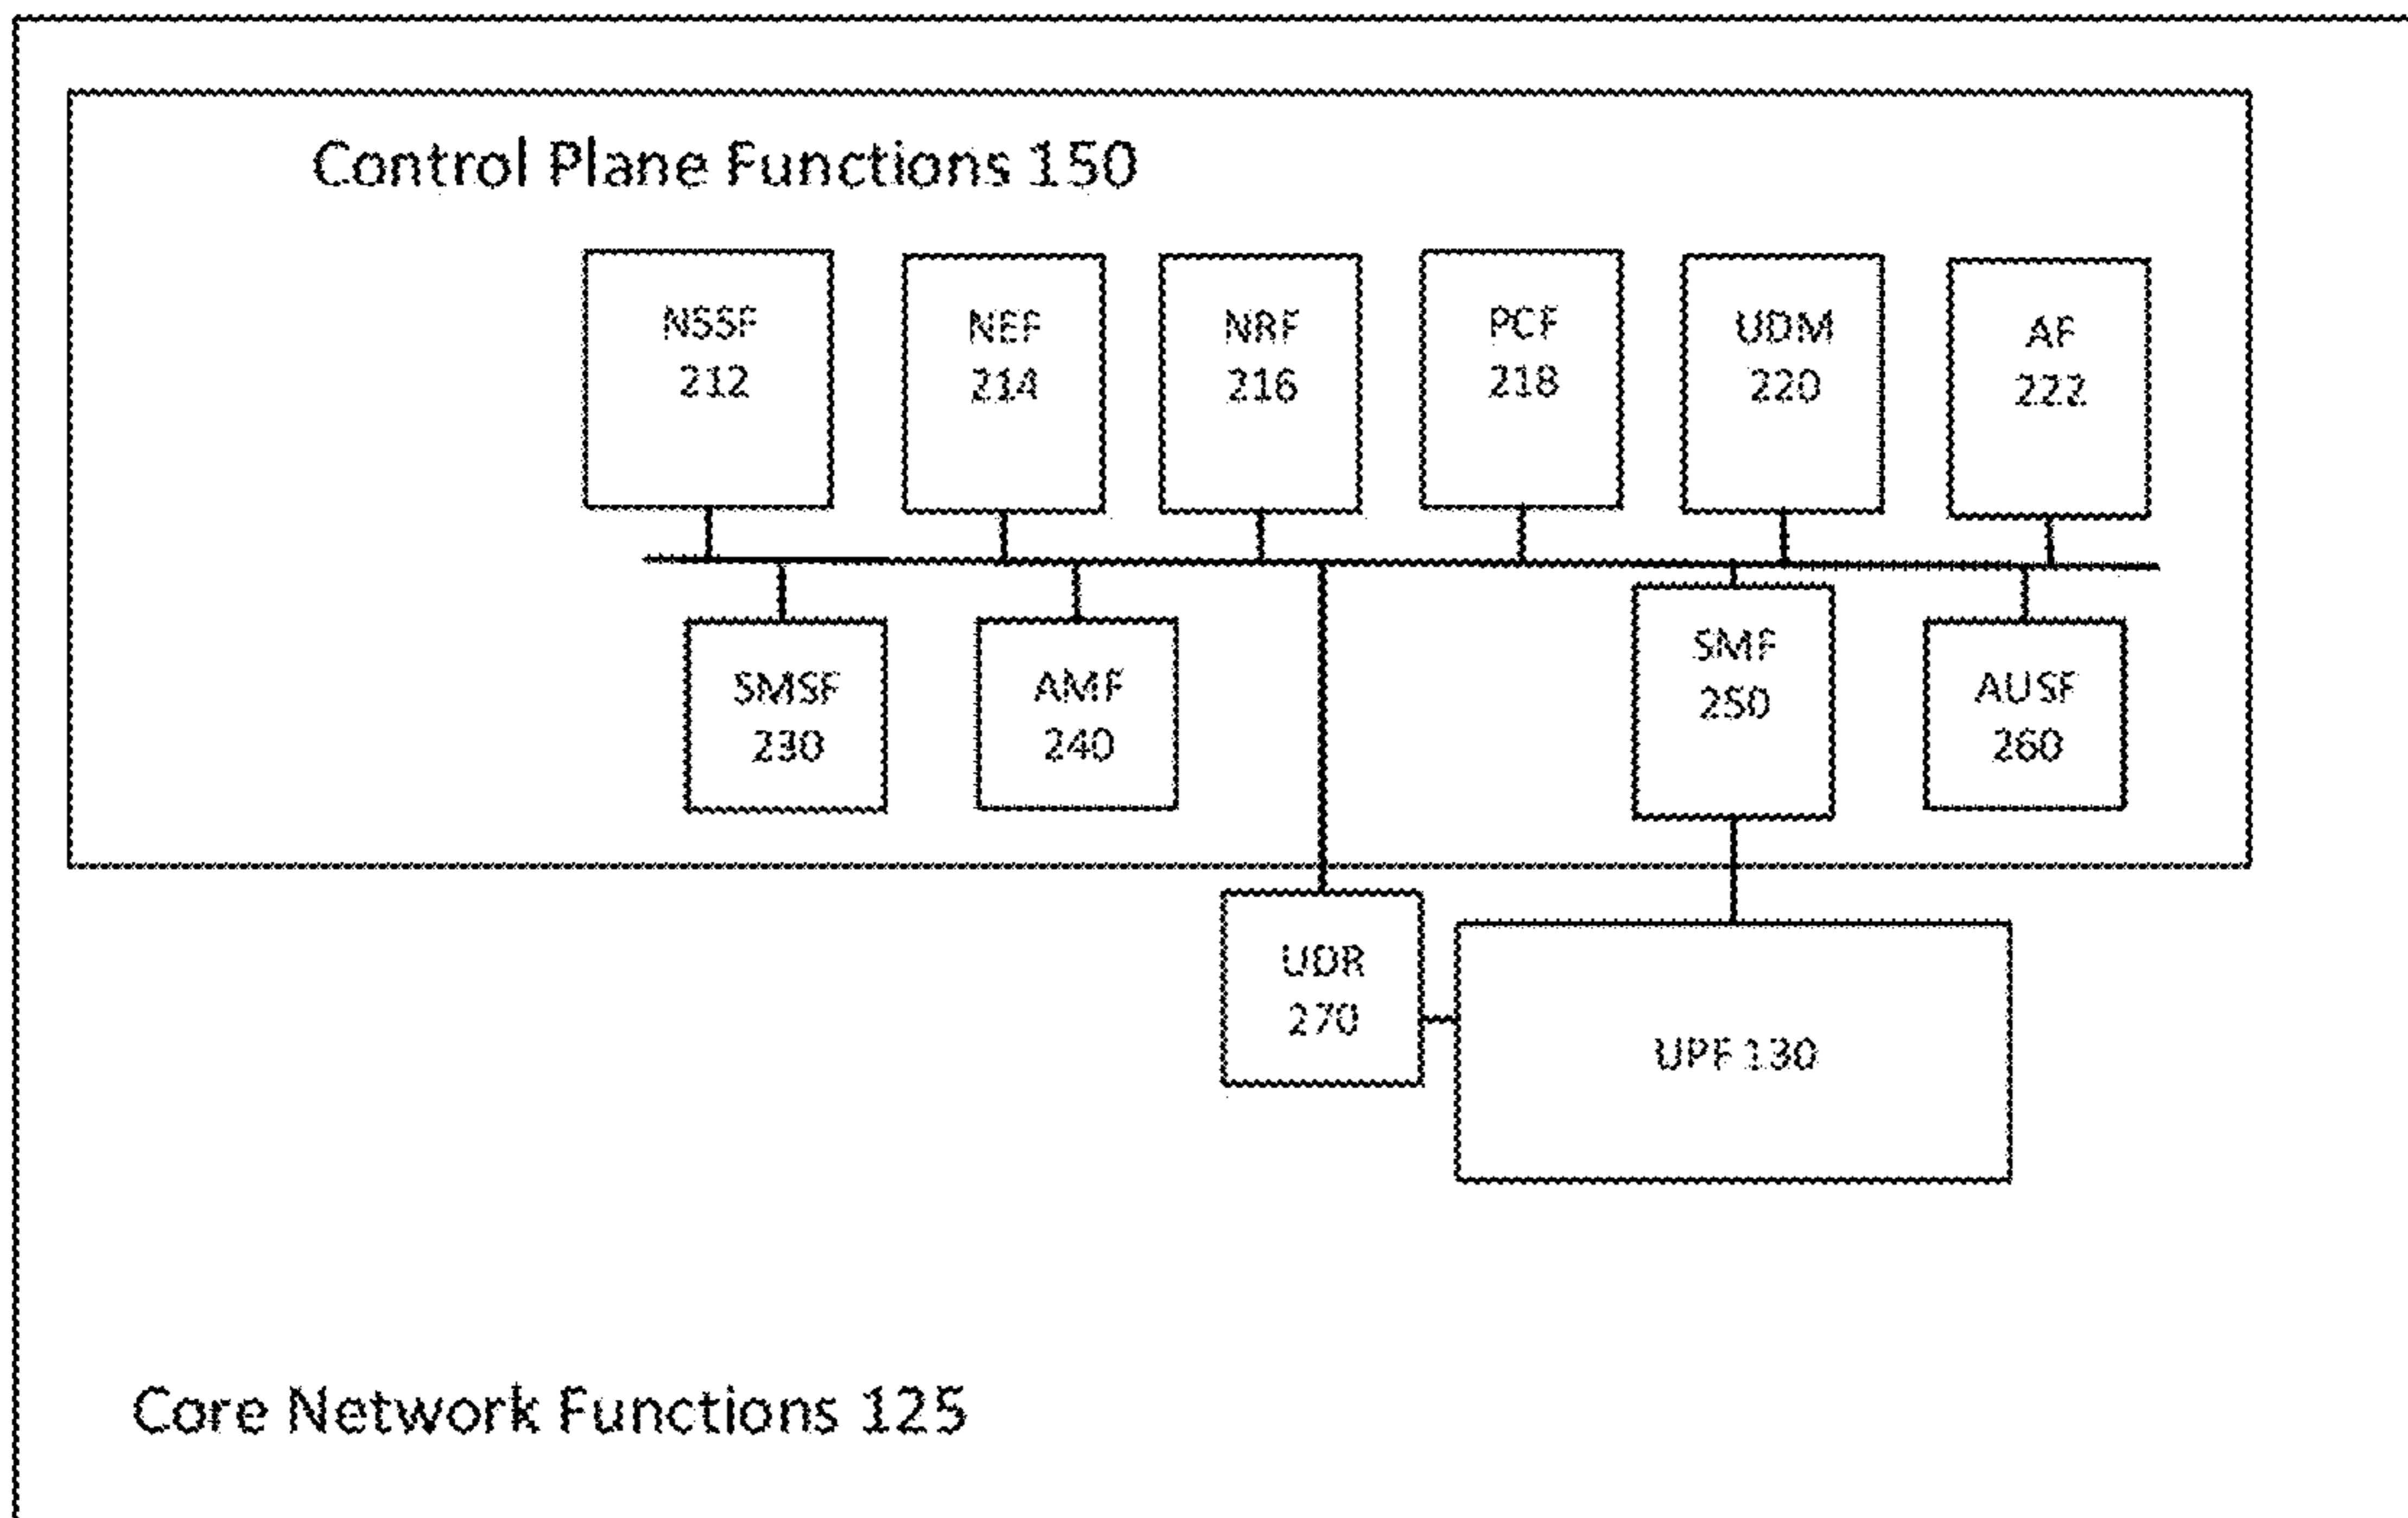 Control Plane Functions 150
NSSF
212
NEF
214
NRF
216
PCF
218
UDM
220
AF
222
SMSF
230
AMF
240
SMF
250
AUSF
260
UDR
270
UPF 130
Core Network Functions 125